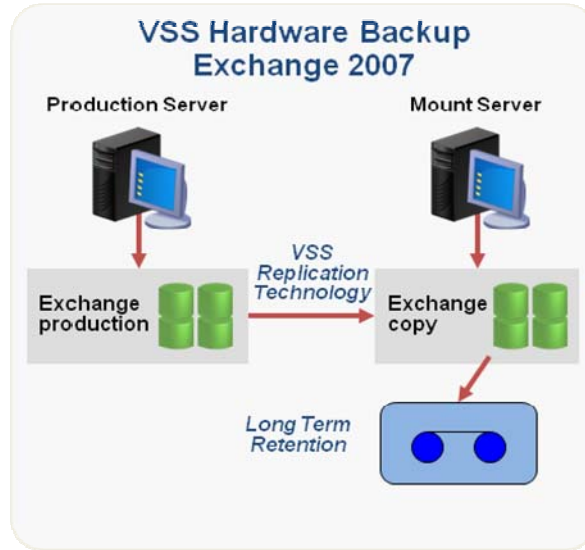 VSS Hardware Backup
Exchange 2007
Production Server
Mount Server
VSS
Replication
Technology
Exchange
production
Exchange
copy
Long Term
Retention